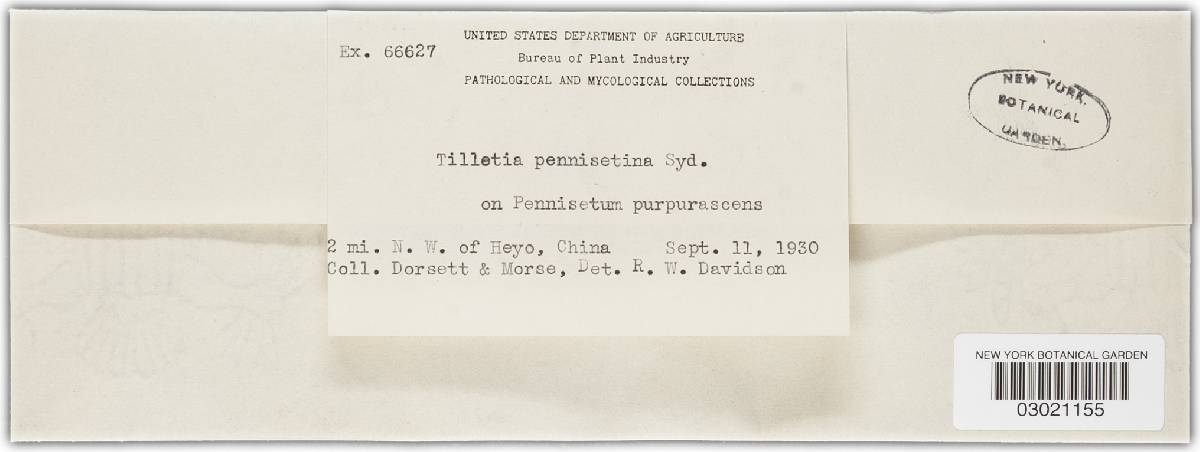 Ex. 66627
UNITED STATES DEPARTMENT OF AGRICULTURE
Bureau of Plant Industry
PATHOLOGICAL AND MYCOLOGICAL COLLECTIONS
NEW YORK
BOTANICAL
GARDEN.
Tilletia pennisetina Syd.
on Pennisetum purpurascens
2 mi. N. W. of Heyo, China Sept. 11, 1930
Coll. Dorsett & Morse, Det. R. W. Davidson
NEW YORK BOTANICAL GARDEN
03021155